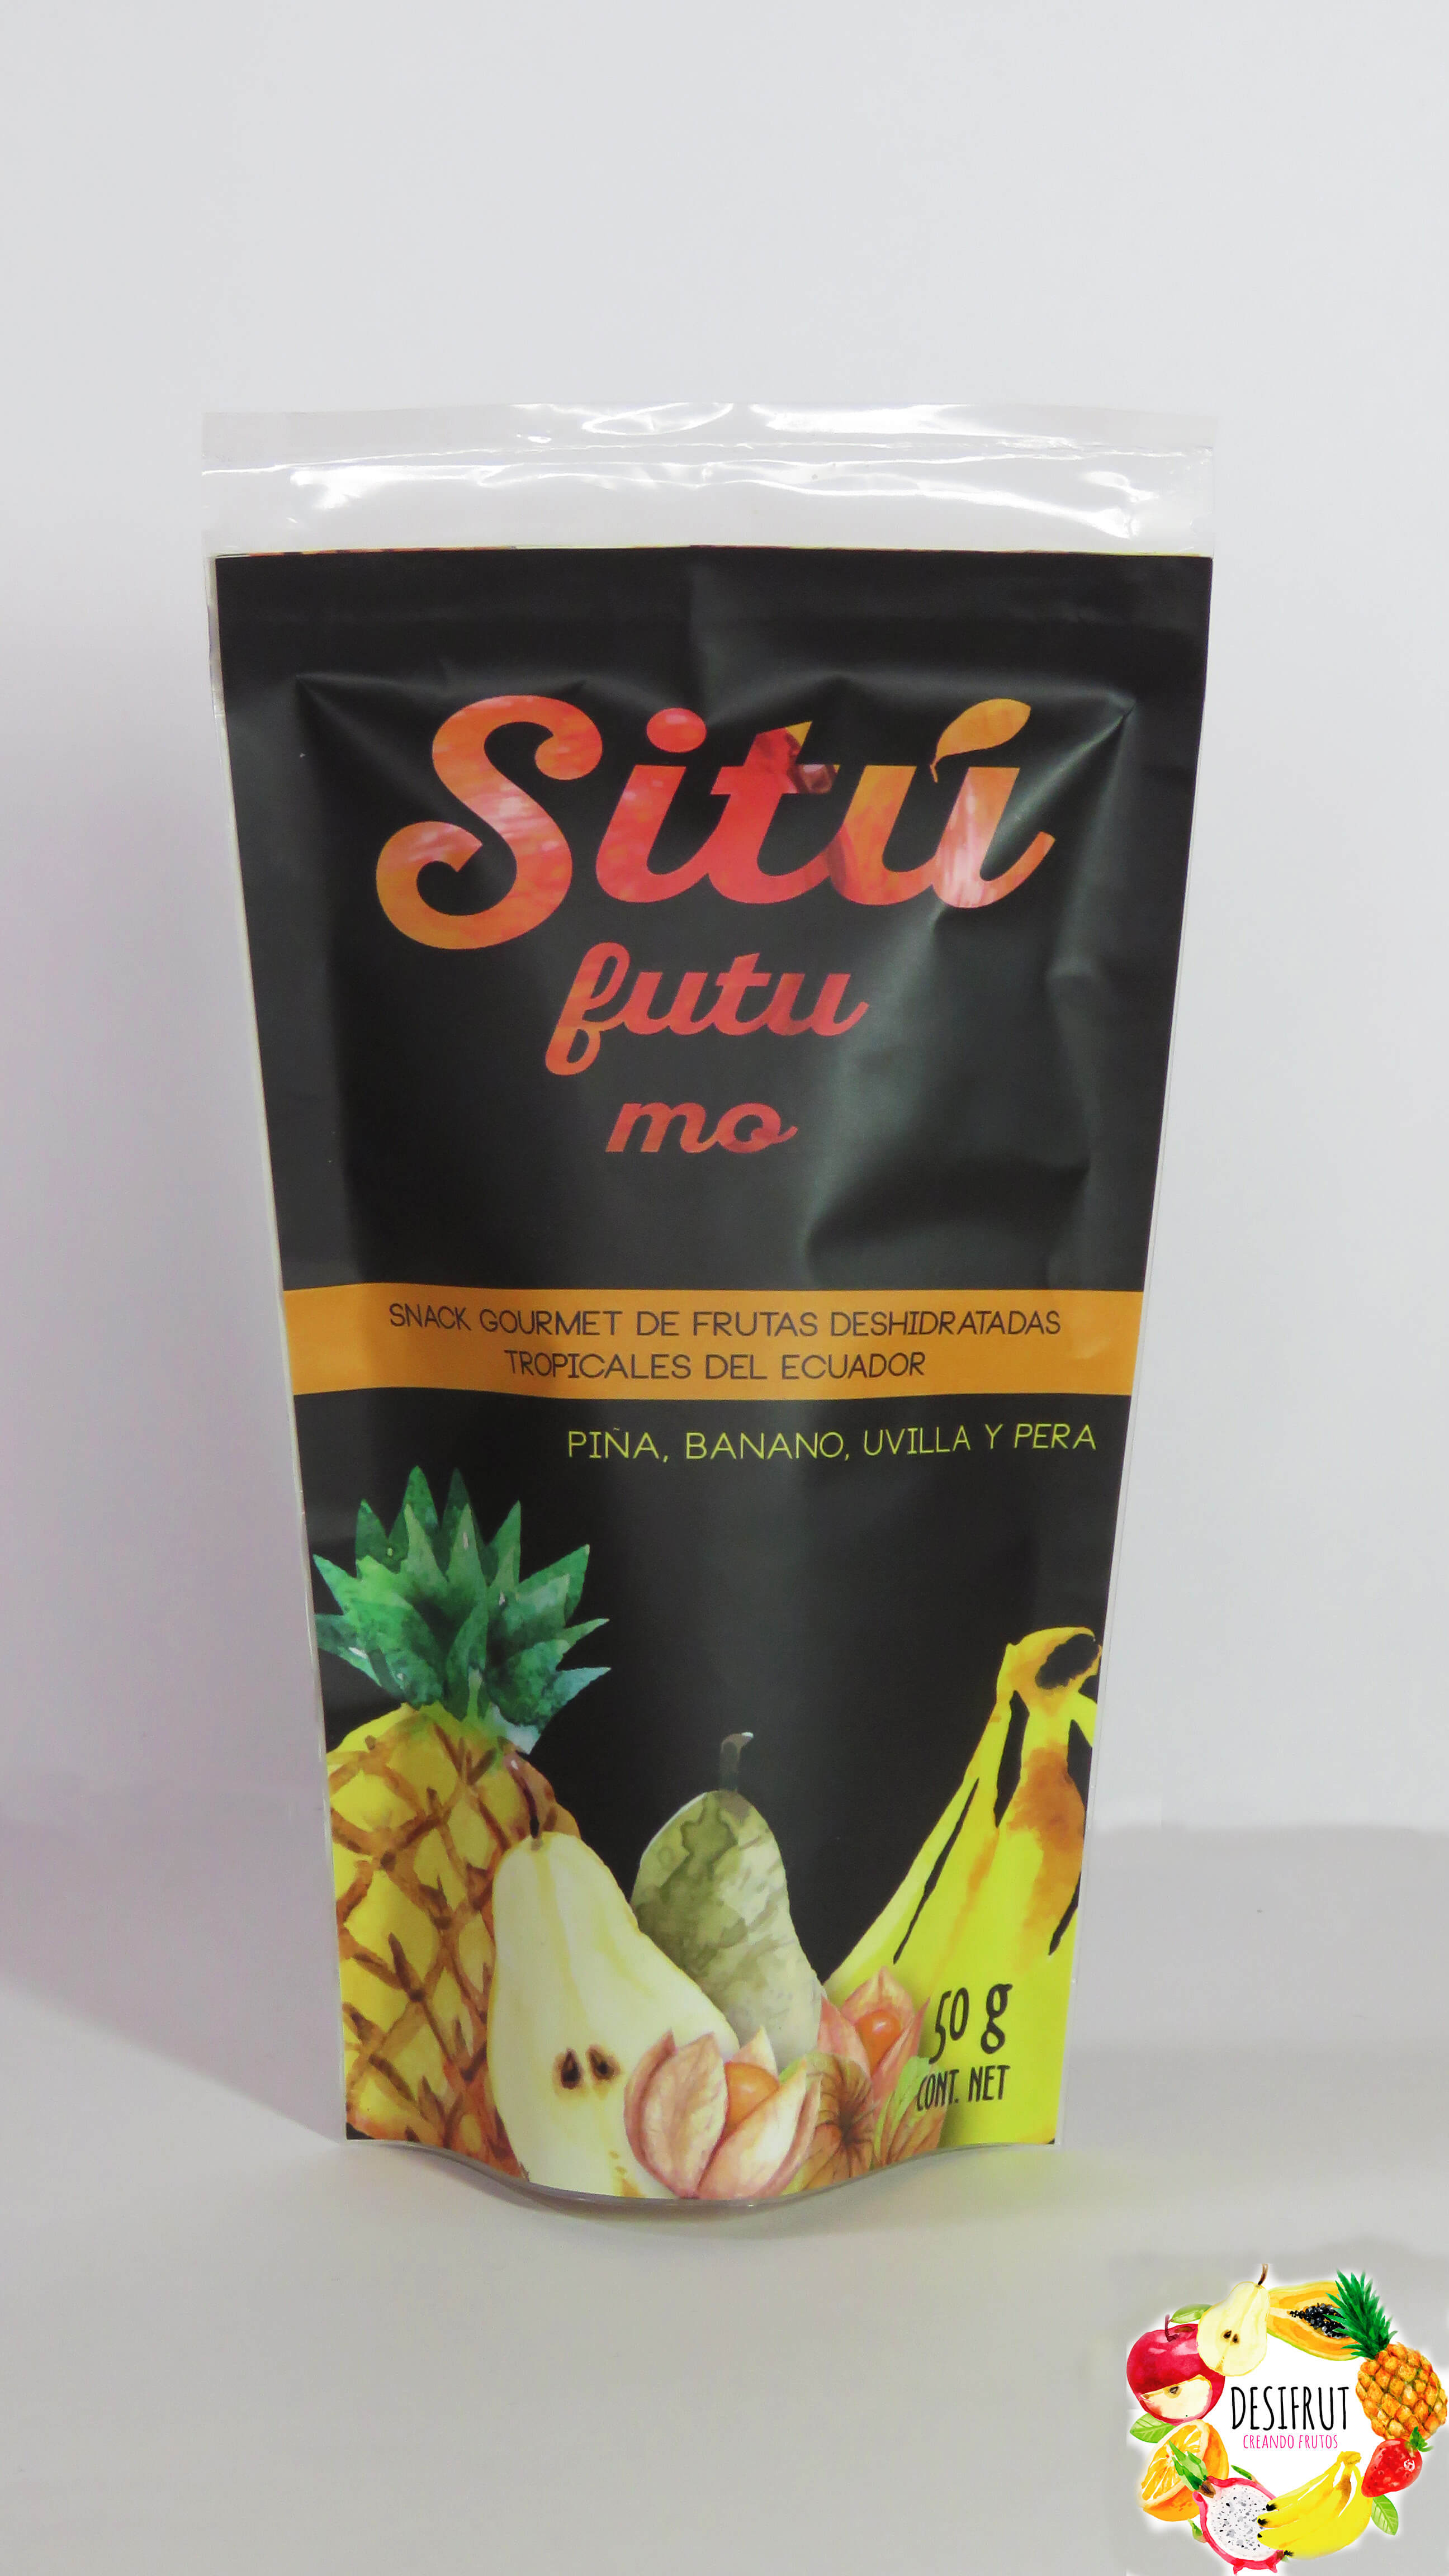 Sitú
futu
mo
SNACK GOURMET DE FRUTAS DESHIDRATADAS
TROPICALES DEL ECUADOR
PIÑA, BANANO, UVILLA Y PERA
50 g
CONT. NET
DESIFRUT
CREANDO FRUTOS